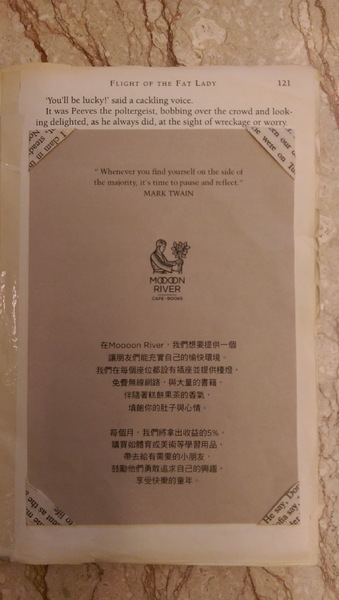 FLIGHT OF THE FAT LADY 121
'You'll be lucky!' said a cackling voice.
It was Peeves the poltergeist, bobbing over the crowd and look-
ing delighted, as he always did, at the sight of wreckage or worry.
" Whenever you find yourself on the side of
the majority, it's time to pause and reflect."
MARK TWAIN
MOOOON
RIVER
CAFE · BOOKS
在Moooon River，我們想要提供一個
讓朋友們能充實自己的愉快環境。
我們在每個座位都設有插座並提供檯燈，
免費無線網路，與大量的書籍，
伴隨著糕餅果茶的香氣，
填飽你的肚子與心情。
每個月，我們將拿出收益的5%，
購買如體育或美術等學習用品，
帶去給有需要的小朋友，
鼓勵他們勇敢追求自己的興趣，
享受快樂的童年。
He say, Do